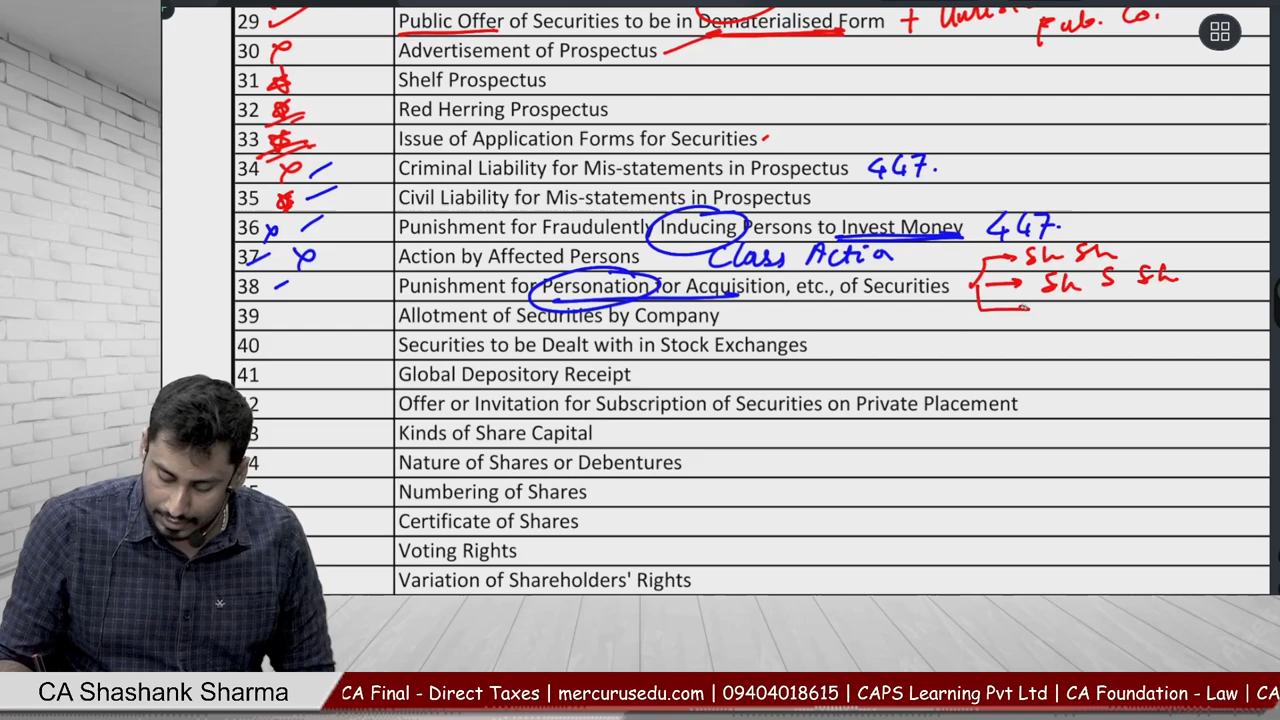 29 Public Offer of Securities to be in Dematerialised Form + Pub. Co.
30 Advertisement of Prospectus
31 Shelf Prospectus
32 Red Herring Prospectus
33 Issue of Application Forms for Securities
34 Criminal Liability for Mis-statements in Prospectus 447.
35 Civil Liability for Mis-statements in Prospectus
36 Punishment for Fraudulently Inducing Persons to Invest Money 447.
37 Action by Affected Persons Class Action
Sh Sh
38 Punishment for Personation for Acquisition, etc., of Securities Sh S Sh
39 Allotment of Securities by Company
40 Securities to be Dealt with in Stock Exchanges
41 Global Depository Receipt
2 Offer or Invitation for Subscription of Securities on Private Placement
3 Kinds of Share Capital
4 Nature of Shares or Debentures
Numbering of Shares
Certificate of Shares
Voting Rights
Variation of Shareholders' Rights
CA Shashank Sharma
CA Final - Direct Taxes | mercurusedu.com | 09404018615 | CAPS Learning Pvt Ltd | CA Foundation - Law | CA